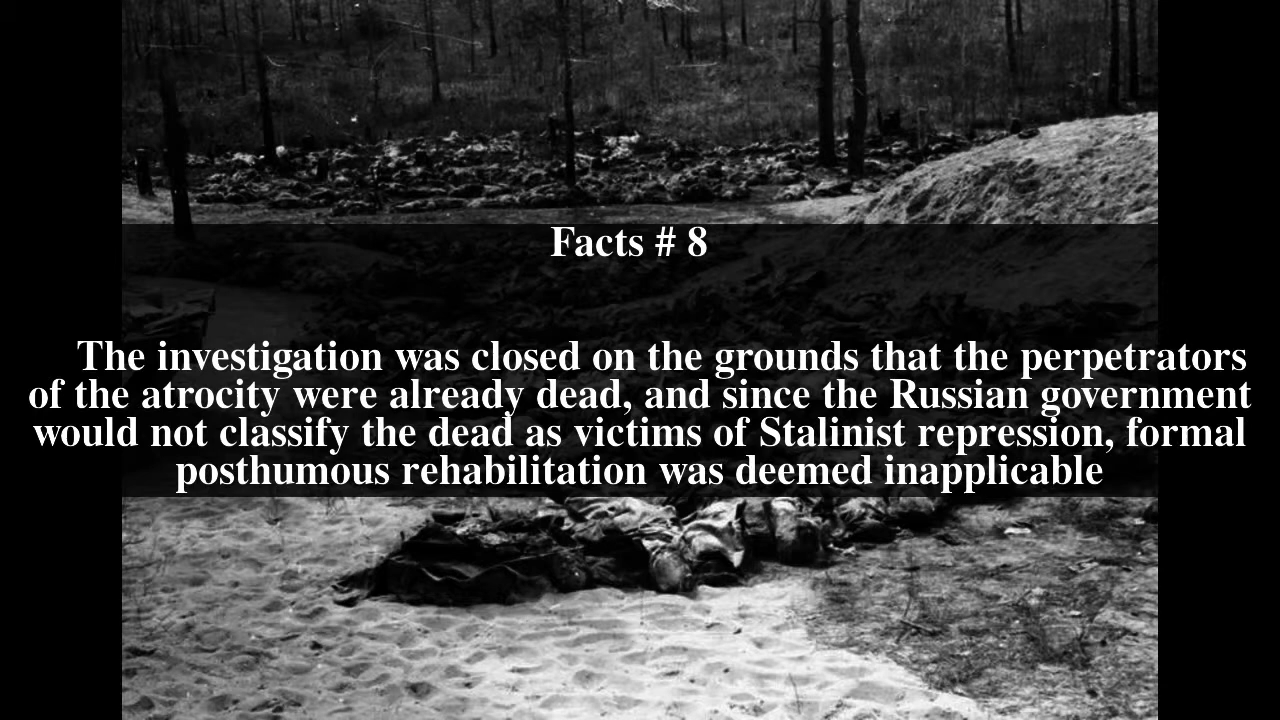 Facts # 8
The investigation was closed on the grounds that the perpetrators
of the atrocity were already dead, and since the Russian government
would not classify the dead as victims of Stalinist repression, formal
posthumous rehabilitation was deemed inapplicable